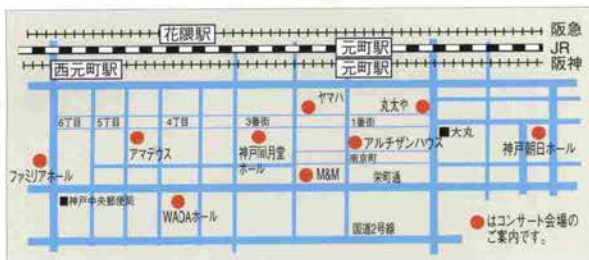 花隈駅
阪急
元町駅
JR
西元町駅
元町駅
阪神
ヤマハ
丸太や
6丁目
5丁目
4丁目
3番街
1番街
アマデウス
神戸凮月堂
ホール
アルチザンハウス
大丸
神戸朝日ホール
南京町
ファミリアホール
M&M
栄町通
神戸中央郵便局
WADAホール
国道2号線
はコンサート会場の
ご案内です。